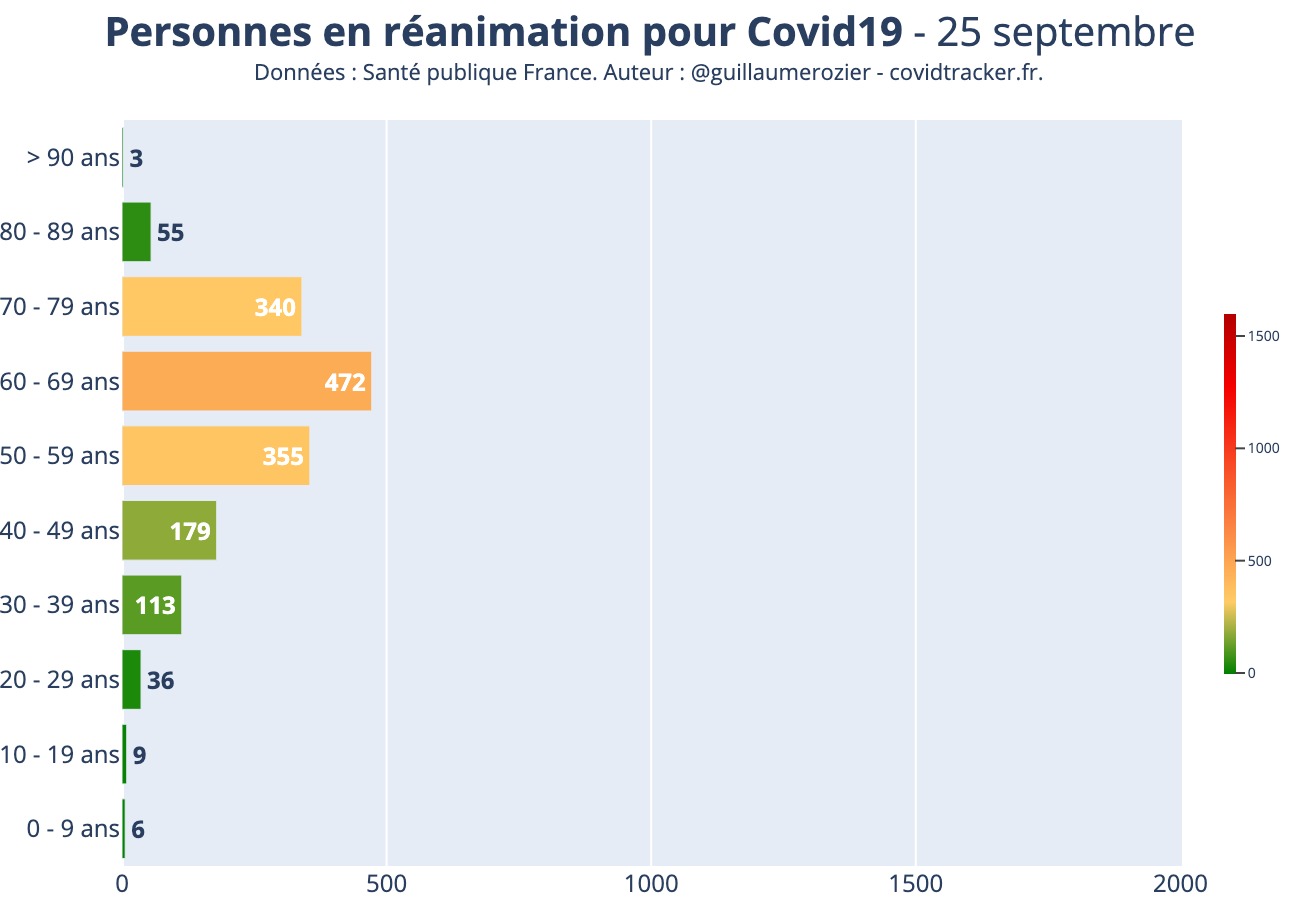 Personnes en réanimation pour Covid19 - 25 septembre
Données : Santé publique France. Auteur : @guillaumerozier - covidtracker.fr.
> 90 ans 3
80 - 89 ans 55
70 - 79 ans 340
60 - 69 ans 472
50 - 59 ans 355
40 - 49 ans 179
30 - 39 ans 113
20 - 29 ans 36
10 - 19 ans 9
0 - 9 ans 6
0 500 1000 1500 2000
1500
1000
500
0